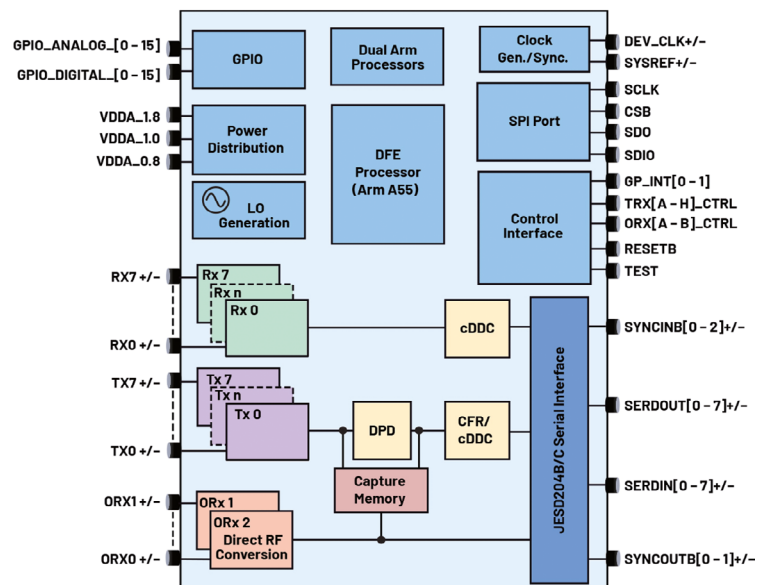 GPIO_ANALOG_[0-15]
GPIO_DIGITAL_[0-15]
VDDA_1.8
VDDA_1.0
VDDA_0.8
GPIO
Power
Distribution
LO
Generation
Dual Arm
Processors
DFE
Processor
(Arm A55)
Clock
Gen./Sync.
SPI Port
Control
Interface
DEV_CLK+/-
SYSREF+/-
SCLK
CSB
SDO
SDIO
GP_INT[0-1]
TRX[A-H]_CTRL
ORX[A-B]_CTRL
RESETB
TEST
RX7 +/-
RX0 +/-
Rx 7
Rx n
Rx 0
cDDC
TX7+/-
TX0 +/-
Tx 7
Tx n
Tx 0
DPD
CFR/
cDDC
Capture
Memory
ORX1 +/-
ORX0 +/-
ORx 1
ORx 2
Direct RF
Conversion
JESD204B/C Serial Interface
SYNCINB[0-2]+/-
SERDOUT[0-7]+/-
SERDIN[0-7]+/-
SYNCOUTB[0-1]+/-